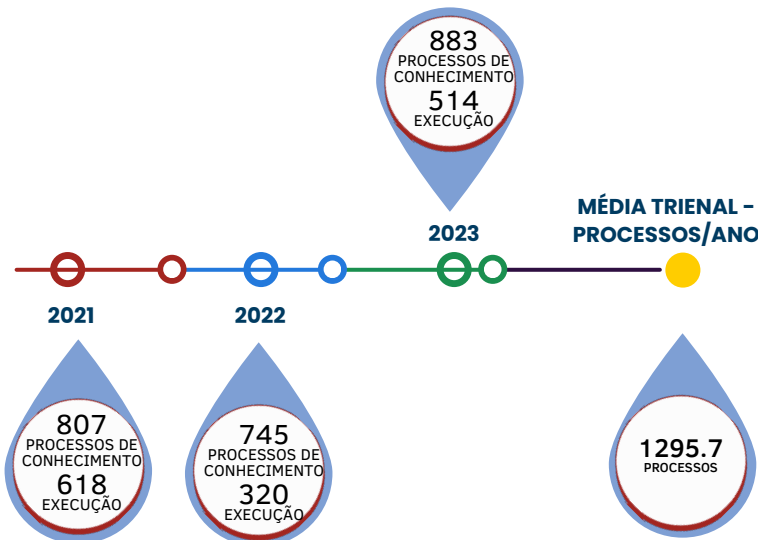 883
PROCESSOS DE
CONHECIMENTO
514
EXECUÇÃO
2023
MÉDIA TRIENAL -
PROCESSOS/ANO
2021
2022
807
PROCESSOS DE
CONHECIMENTO
618
EXECUÇÃO
745
PROCESSOS DE
CONHECIMENTO
320
EXECUÇÃO
1295.7
PROCESSOS